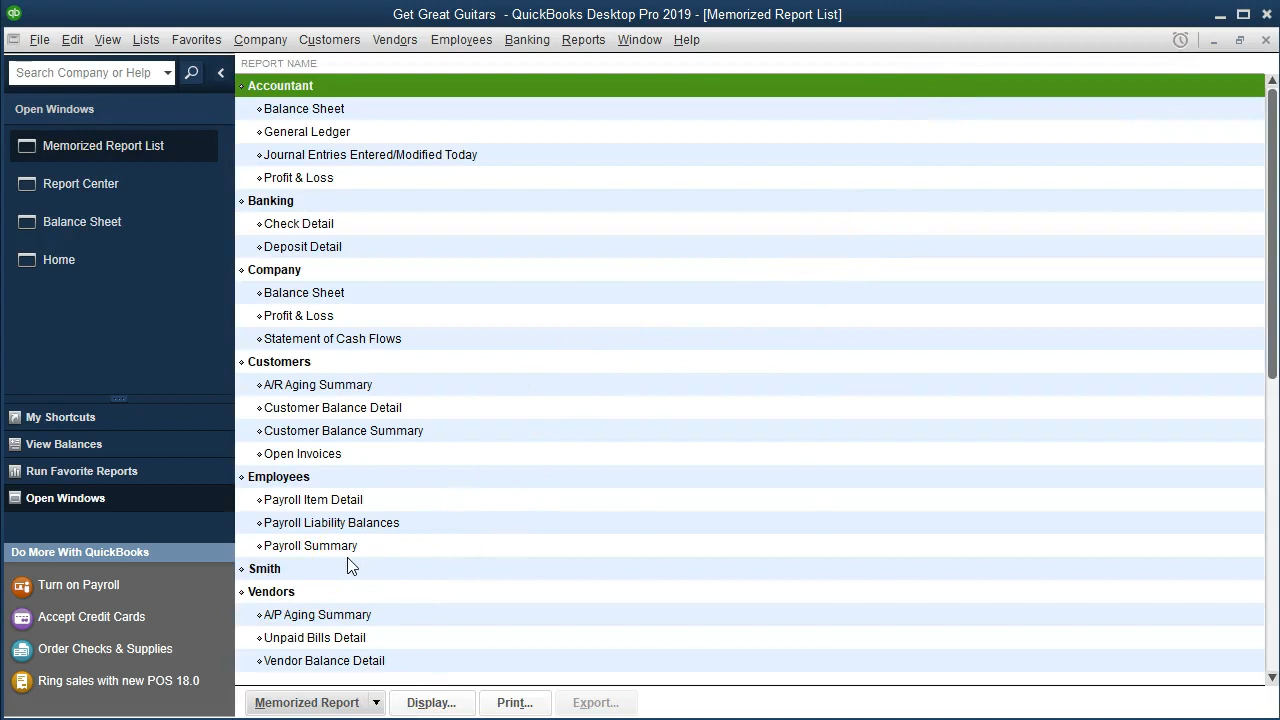 Get Great Guitars - QuickBooks Desktop Pro 2019 - [Memorized Report List]
File Edit View Lists Favorites Company Customers Vendors Employees Banking Reports Window Help
Search Company or Help
REPORT NAME
Open Windows
Memorized Report List
Report Center
Balance Sheet
Home
My Shortcuts
View Balances
Run Favorite Reports
Open Windows
Do More With QuickBooks
Turn on Payroll
Accept Credit Cards
Order Checks & Supplies
Ring sales with new POS 18.0
Accountant
Balance Sheet
General Ledger
Journal Entries Entered/Modified Today
Profit & Loss
Banking
Check Detail
Deposit Detail
Company
Balance Sheet
Profit & Loss
Statement of Cash Flows
Customers
A/R Aging Summary
Customer Balance Detail
Customer Balance Summary
Open Invoices
Employees
Payroll Item Detail
Payroll Liability Balances
Payroll Summary
Smith
Vendors
A/P Aging Summary
Unpaid Bills Detail
Vendor Balance Detail
Memorized Report Display... Print... Export...